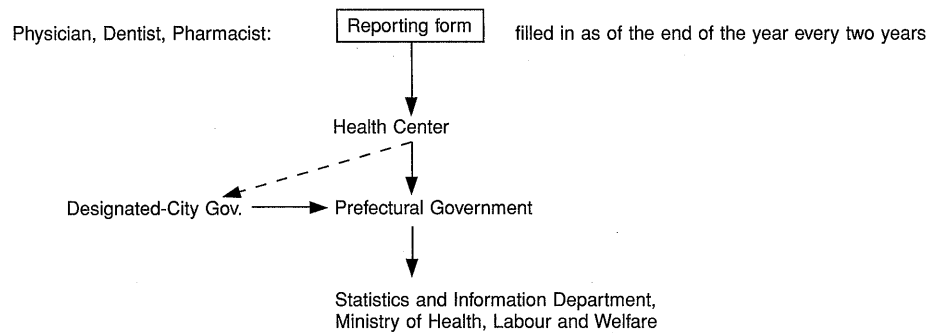 Physician, Dentist, Pharmacist: Reporting form filled in as of the end of the year every two years
Health Center
Designated-City Gov. Prefectural Government
Statistics and Information Department,
Ministry of Health, Labour and Welfare